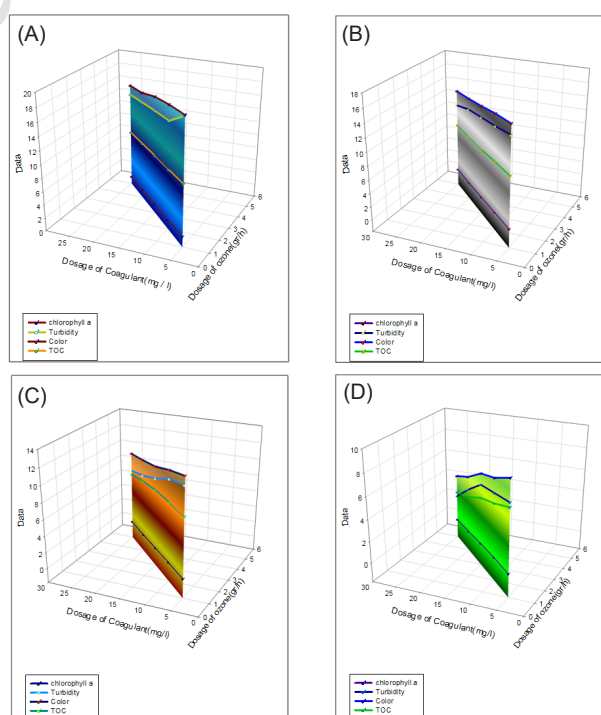 (A)
20
18
16
14
12
10
8
6
4
2
0
Data
25
20
15
10
5
0
Dosage of Coagulant(mg / l)
0
1
2
3
4
5
6
Dosage of ozone(gr/h)
chlorophyll a
Turbidity
Color
TOC
(B)
18
16
14
12
10
8
6
4
2
0
Data
30
25
20
15
10
5
0
Dosage of Coagulant(mg/l)
0
1
2
3
4
5
6
Dosage of ozone(gr/h)
chlorophyll a
Turbidity
Color
TOC
(C)
14
12
10
8
6
4
2
0
Data
30
25
20
15
10
5
0
Dosage of Coagulant(mg/l)
0
1
2
3
4
5
6
Dosage of ozone(gr/h)
chlorophyll a
Turbidity
Color
TOC
(D)
10
8
6
4
2
0
Data
30
25
20
15
10
5
0
Dosage of Coagulant(mg/l)
0
1
2
3
4
5
6
Dosage of ozone(gr/h)
chlorophyll a
Turbidity
Color
TOC